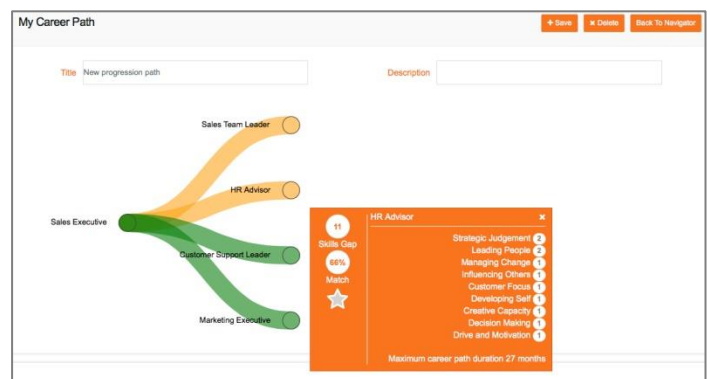 My Career Path
+ Save
× Delete
Back To Navigator
Title
New progression path
Description
Sales Team Leader
HR Advisor
Sales Executive
Customer Support Leader
Marketing Executive
11
Skills Gap
66%
Match
HR Advisor
×
Strategic Judgement 2
Leading People 2
Managing Change 1
Influencing Others 1
Customer Focus 1
Developing Self 1
Creative Capacity 1
Decision Making 1
Drive and Motivation 1
Maximum career path duration 27 months